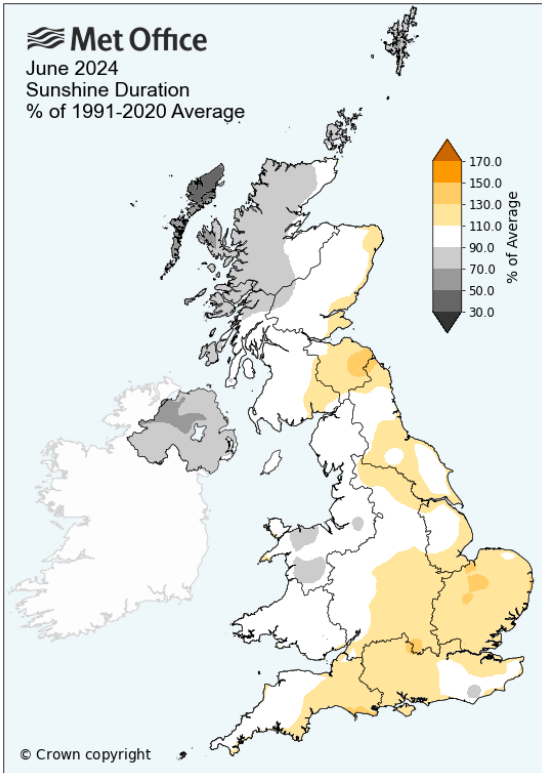 Met Office
June 2024
Sunshine Duration
% of 1991-2020 Average
170.0
150.0
130.0
110.0
90.0
70.0
50.0
30.0
% of Average
© Crown copyright